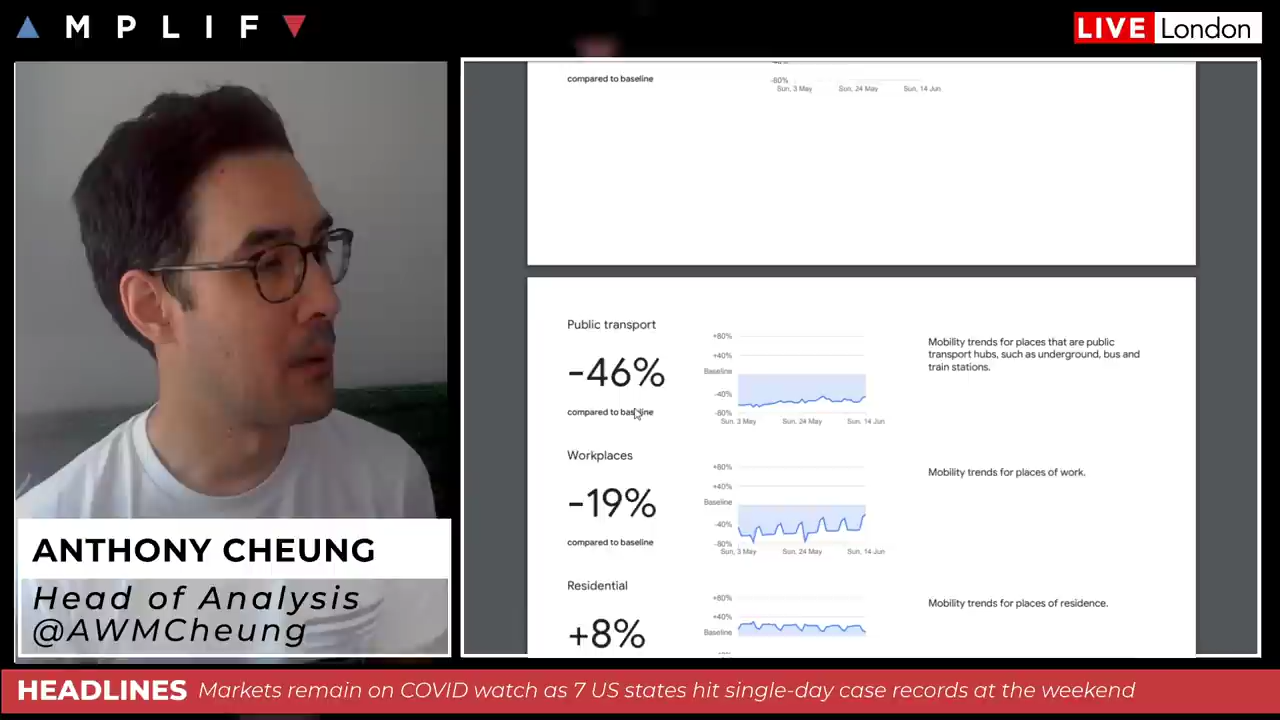 AMPLIFY
LIVE London
compared to baseline
-80%
Sun, 3 May Sun, 24 May Sun, 14 Jun
Public transport
-46%
compared to baseline
+80%
+40%
Baseline
-40%
-80%
Sun, 3 May Sun, 24 May Sun, 14 Jun
Mobility trends for places that are public
transport hubs, such as underground, bus and
train stations.
Workplaces
-19%
compared to baseline
+80%
+40%
Baseline
-40%
-80%
Sun, 3 May Sun, 24 May Sun, 14 Jun
Mobility trends for places of work.
Residential
+8%
+80%
+40%
Baseline
Mobility trends for places of residence.
ANTHONY CHEUNG
Head of Analysis
@AWMCheung
HEADLINES Markets remain on COVID watch as 7 US states hit single-day case records at the weekend